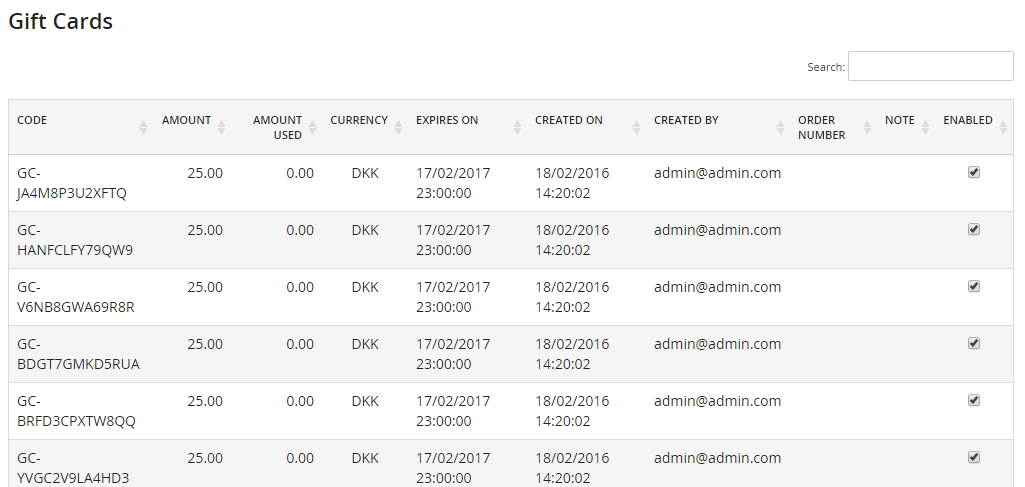 Gift Cards
Search:
CODE AMOUNT AMOUNT USED CURRENCY EXPIRES ON CREATED ON CREATED BY ORDER NUMBER NOTE ENABLED
GC- 25.00 0.00 DKK 17/02/2017 18/02/2016 admin@admin.com
JA4M8P3U2XFTQ 23:00:00 14:20:02
GC- 25.00 0.00 DKK 17/02/2017 18/02/2016 admin@admin.com
HANFCLFY79QW9 23:00:00 14:20:02
GC- 25.00 0.00 DKK 17/02/2017 18/02/2016 admin@admin.com
V6NB8GWA69R8R 23:00:00 14:20:02
GC- 25.00 0.00 DKK 17/02/2017 18/02/2016 admin@admin.com
BDGT7GMKD5RUA 23:00:00 14:20:02
GC- 25.00 0.00 DKK 17/02/2017 18/02/2016 admin@admin.com
BRFD3CPXTW8QQ 23:00:00 14:20:02
GC- 25.00 0.00 DKK 17/02/2017 18/02/2016 admin@admin.com
YVGC2V9LA4HD3 23:00:00 14:20:02